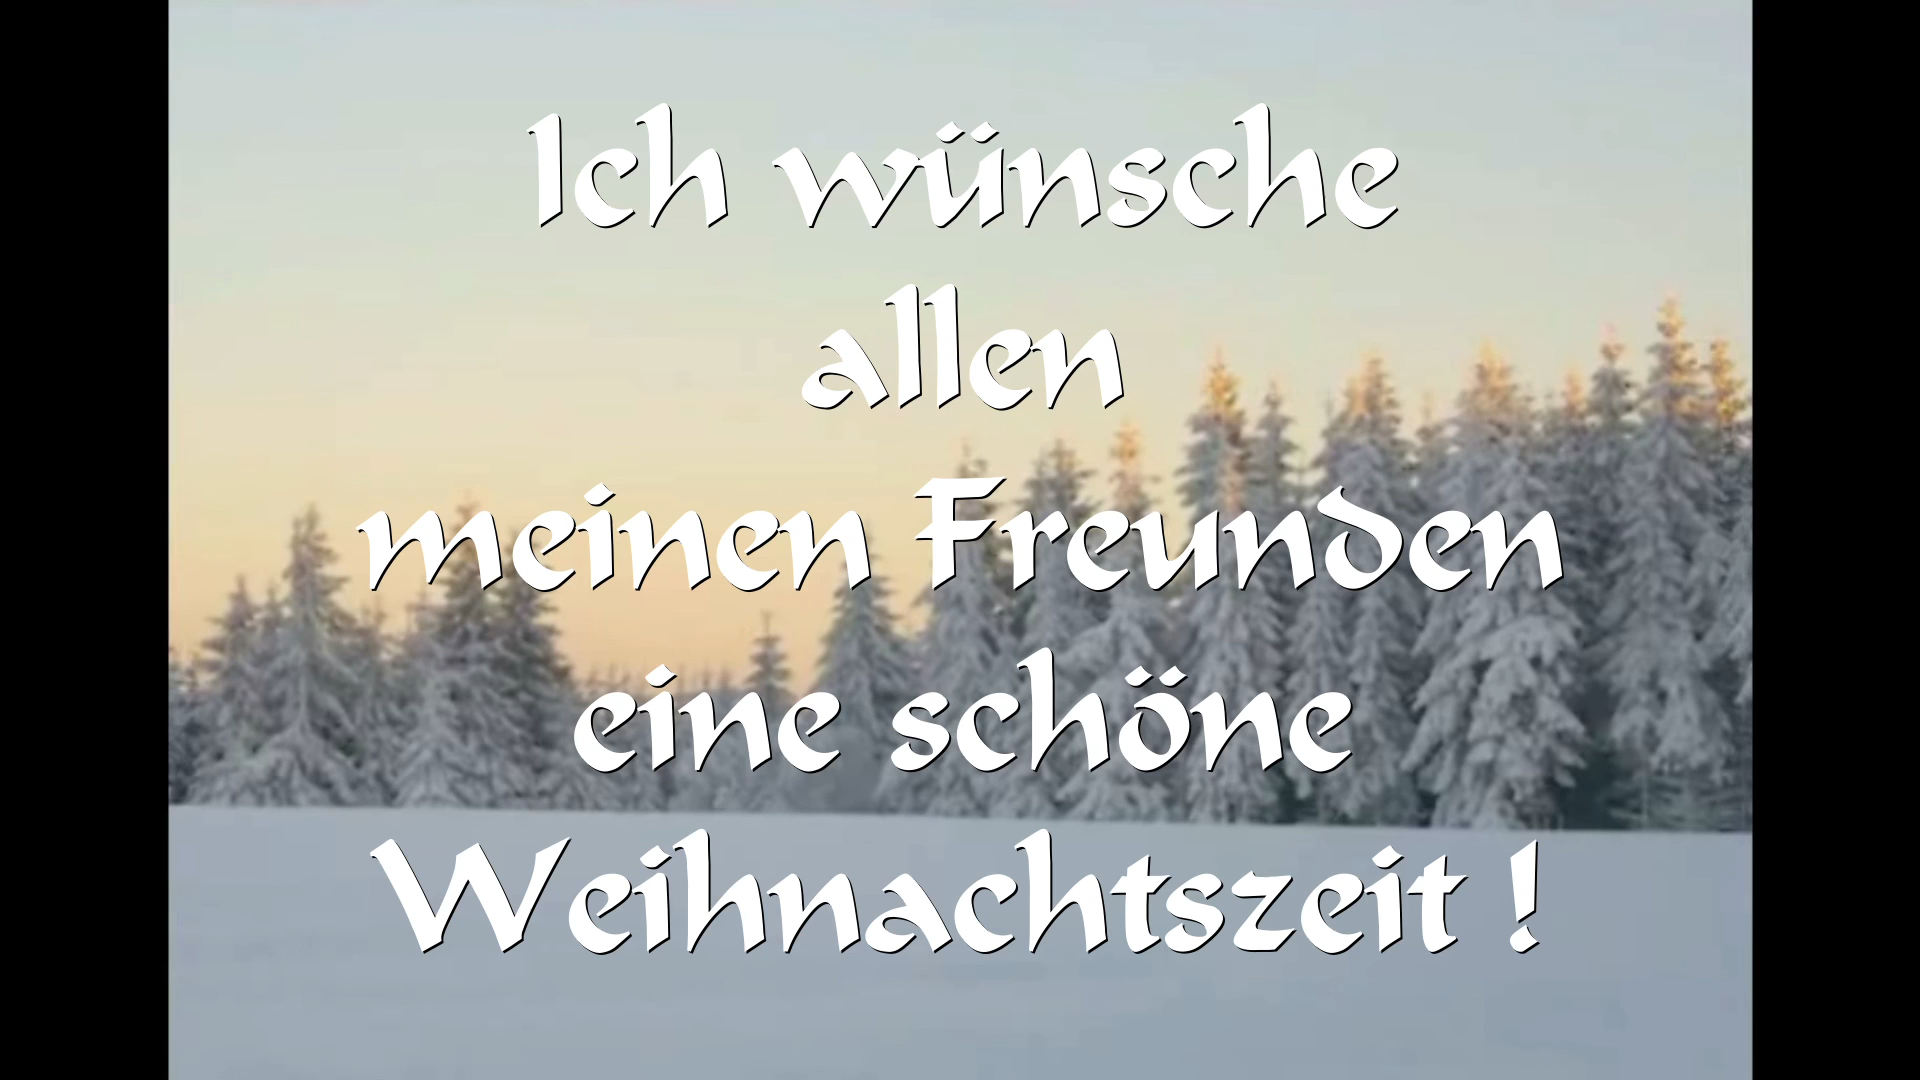 Ich wünsche
allen
meinen Freunden
eine schöne
Weihnachtszeit !